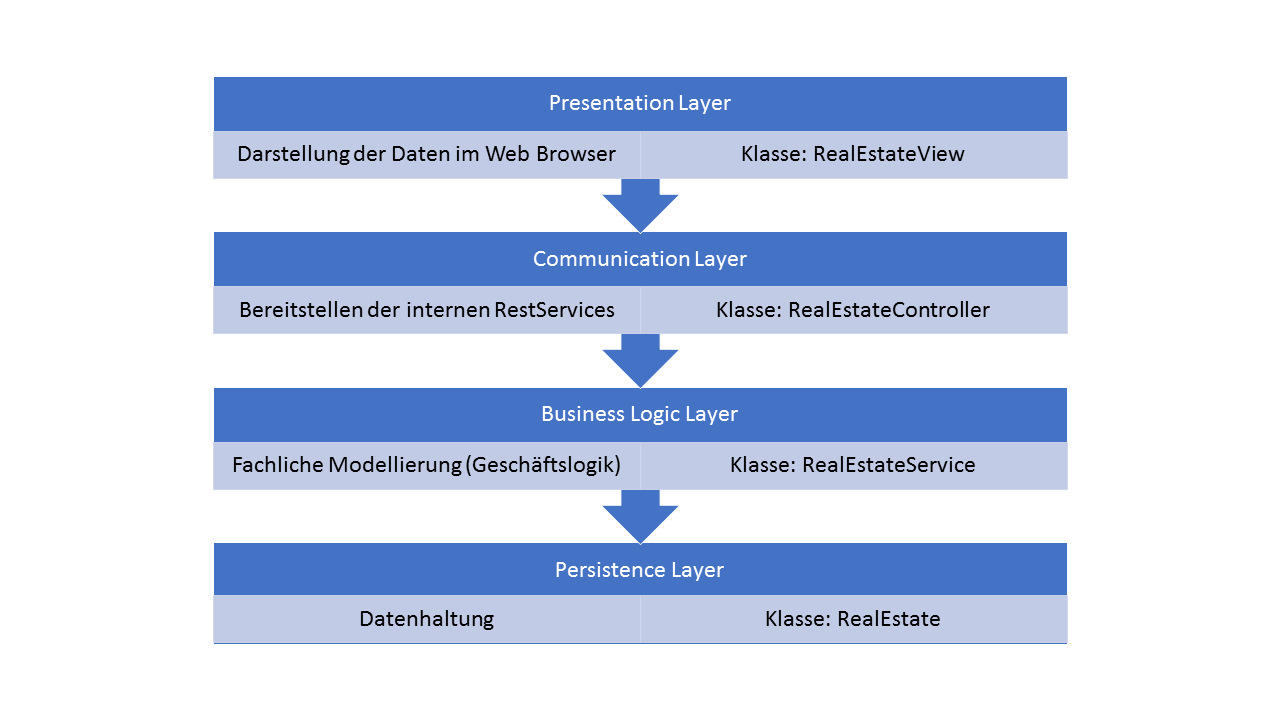 Presentation Layer
Darstellung der Daten im Web Browser
Klasse: RealEstateView
Communication Layer
Bereitstellen der internen RestServices
Klasse: RealEstateController
Business Logic Layer
Fachliche Modellierung (Geschäftslogik)
Klasse: RealEstateService
Persistence Layer
Datenhaltung
Klasse: RealEstate